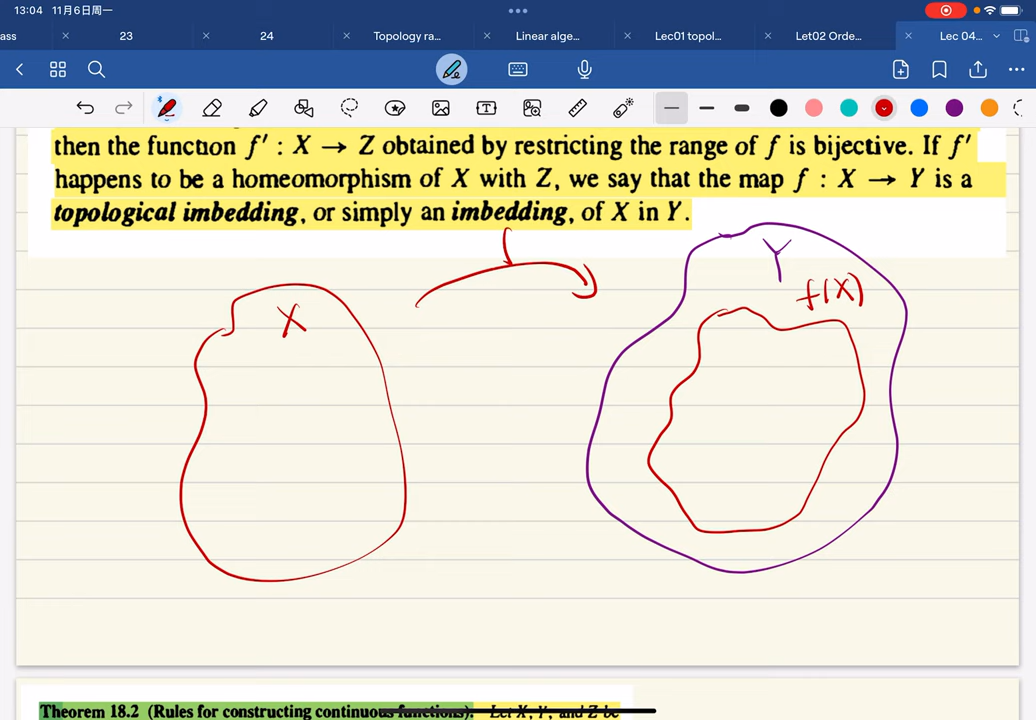 13:04 11月6日周一
ass 23 24 Topology ra... Linear alge... Lec01 topol... Let02 Orde... Lec 04...
then the function f′ : X → Z obtained by restricting the range of f is bijective. If f′
happens to be a homeomorphism of X with Z, we say that the map f : X → Y is a
topological imbedding, or simply an imbedding, of X in Y.
X
Y
f(X)
Theorem 18.2 (Rules for constructing continuous functions). Let X, Y, and Z be